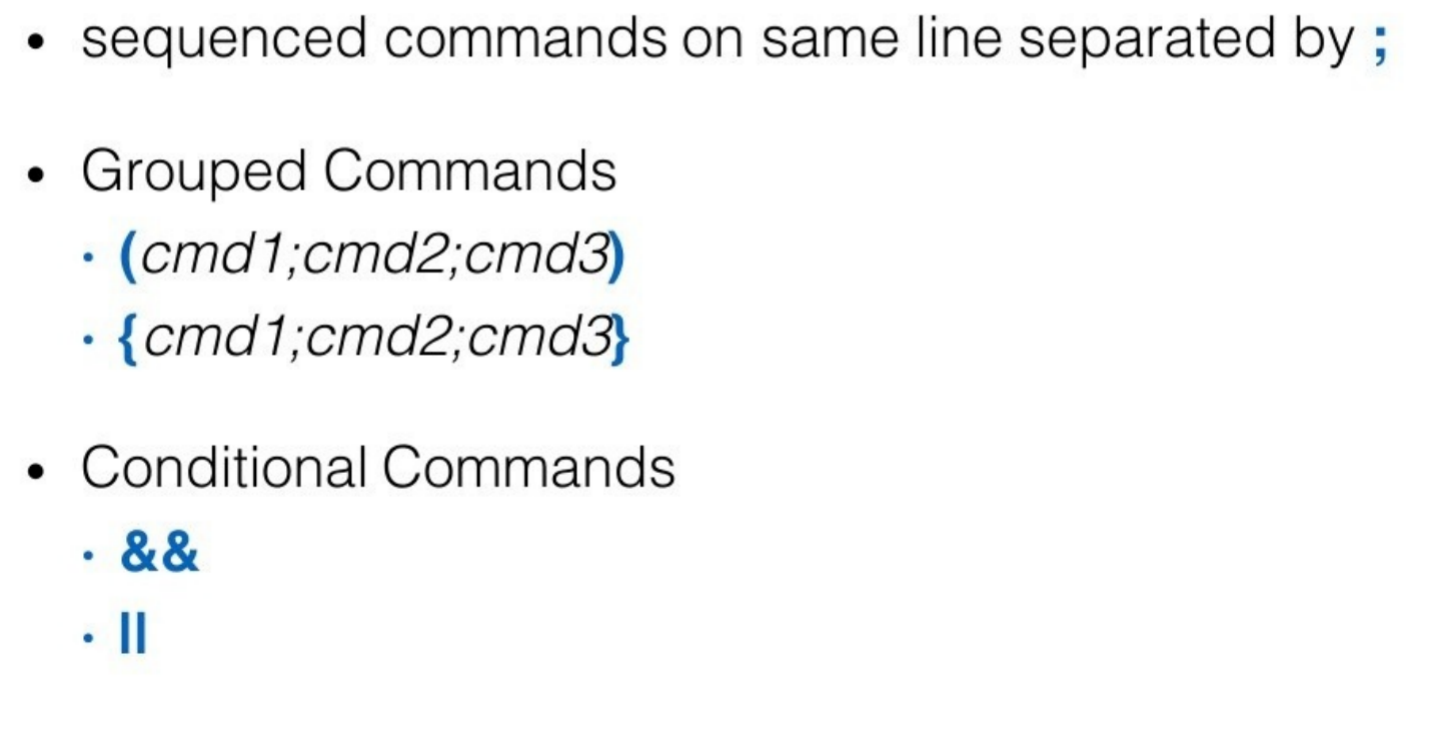 • sequenced commands on same line separated by ;
• Grouped Commands
• (cmd1;cmd2;cmd3)
• {cmd1;cmd2;cmd3}
• Conditional Commands
• &&
• ||